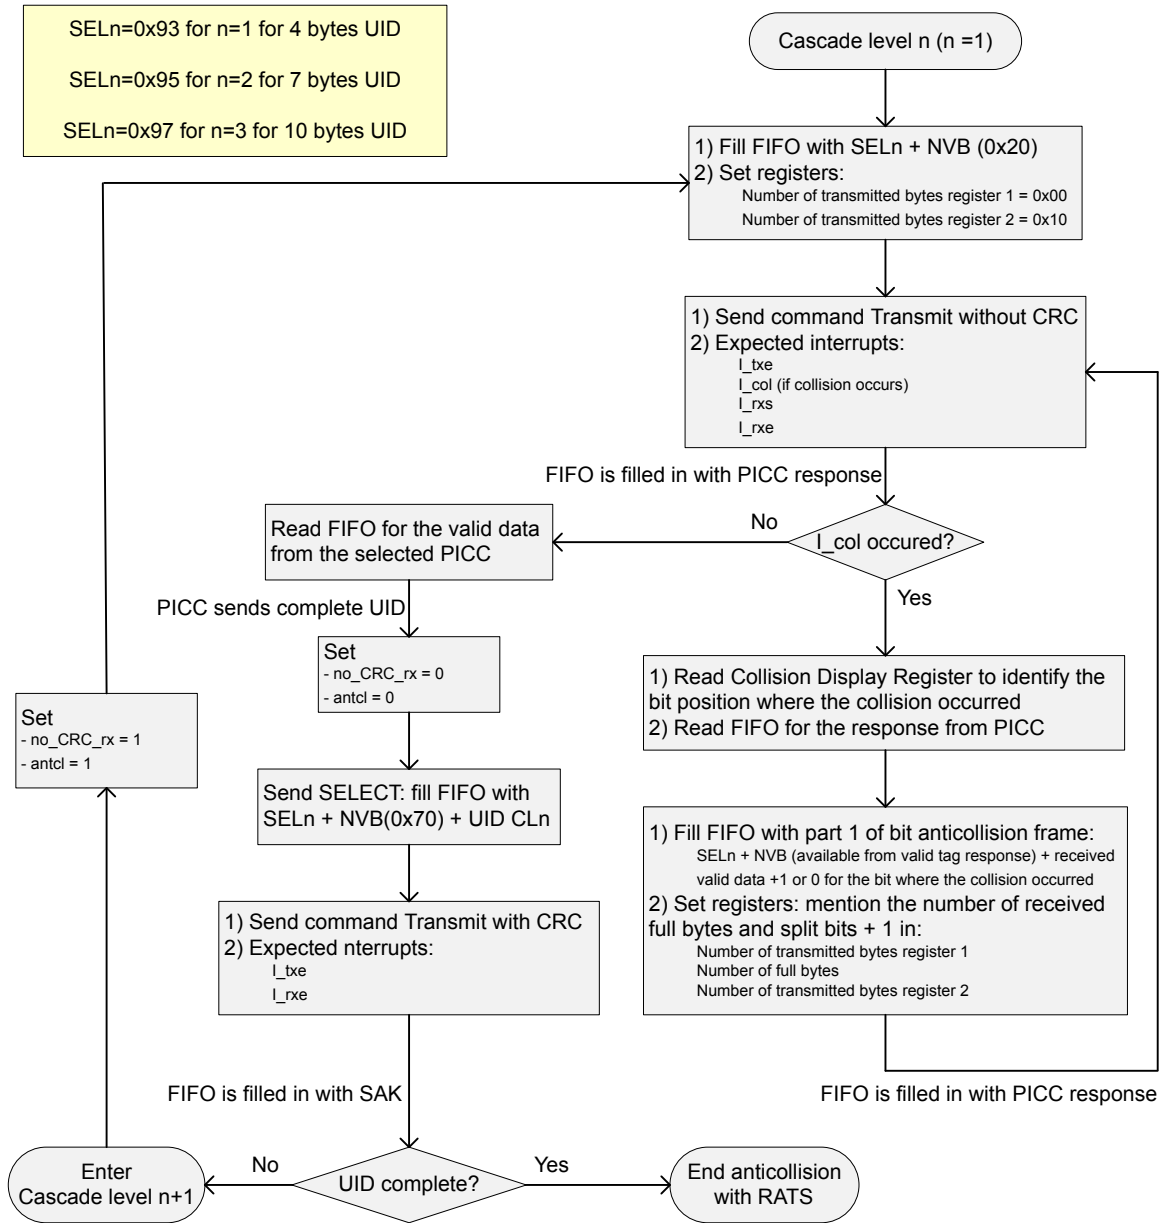 SELn=0x93 for n=1 for 4 bytes UID
SELn=0x95 for n=2 for 7 bytes UID
SELn=0x97 for n=3 for 10 bytes UID
Cascade level n (n =1)
1) Fill FIFO with SELn + NVB (0x20)
2) Set registers:
Number of transmitted bytes register 1 = 0x00
Number of transmitted bytes register 2 = 0x10
1) Send command Transmit without CRC
2) Expected interrupts:
I_txe
I_col (if collision occurs)
I_rxs
I_rxe
FIFO is filled in with PICC response
I_col occured?
No
Yes
Read FIFO for the valid data
from the selected PICC
PICC sends complete UID
Set
- no_CRC_rx = 0
- antcl = 0
Send SELECT: fill FIFO with
SELn + NVB(0x70) + UID CLn
1) Send command Transmit with CRC
2) Expected nterrupts:
I_txe
I_rxe
FIFO is filled in with SAK
1) Read Collision Display Register to identify the
bit position where the collision occurred
2) Read FIFO for the response from PICC
1) Fill FIFO with part 1 of bit anticollision frame:
SELn + NVB (available from valid tag response) + received
valid data +1 or 0 for the bit where the collision occurred
2) Set registers: mention the number of received
full bytes and split bits + 1 in:
Number of transmitted bytes register 1
Number of full bytes
Number of transmitted bytes register 2
FIFO is filled in with PICC response
Set
- no_CRC_rx = 1
- antcl = 1
Enter
Cascade level n+1
No
UID complete?
Yes
End anticollision
with RATS